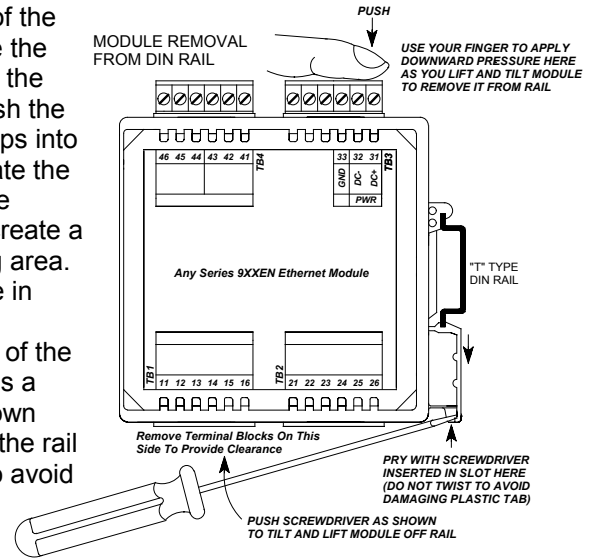 of the
e the
the
sh the
ps into
ate the
e
reate a
g area.
e in
of the
s a
own
the rail
o avoid
MODULE REMOVAL
FROM DIN RAIL
PUSH
USE YOUR FINGER TO APPLY
DOWNWARD PRESSURE HERE
AS YOU LIFT AND TILT MODULE
TO REMOVE IT FROM RAIL
46 45 44 43 42 41
TB4
33 32 31
GND DC- DC+
PWR
TB3
Any Series 9XXEN Ethernet Module
"T" TYPE
DIN RAIL
TB1
11 12 13 14 15 16
TB2
21 22 23 24 25 26
Remove Terminal Blocks On This
Side To Provide Clearance
PRY WITH SCREWDRIVER
INSERTED IN SLOT HERE
(DO NOT TWIST TO AVOID
DAMAGING PLASTIC TAB)
PUSH SCREWDRIVER AS SHOWN
TO TILT AND LIFT MODULE OFF RAIL